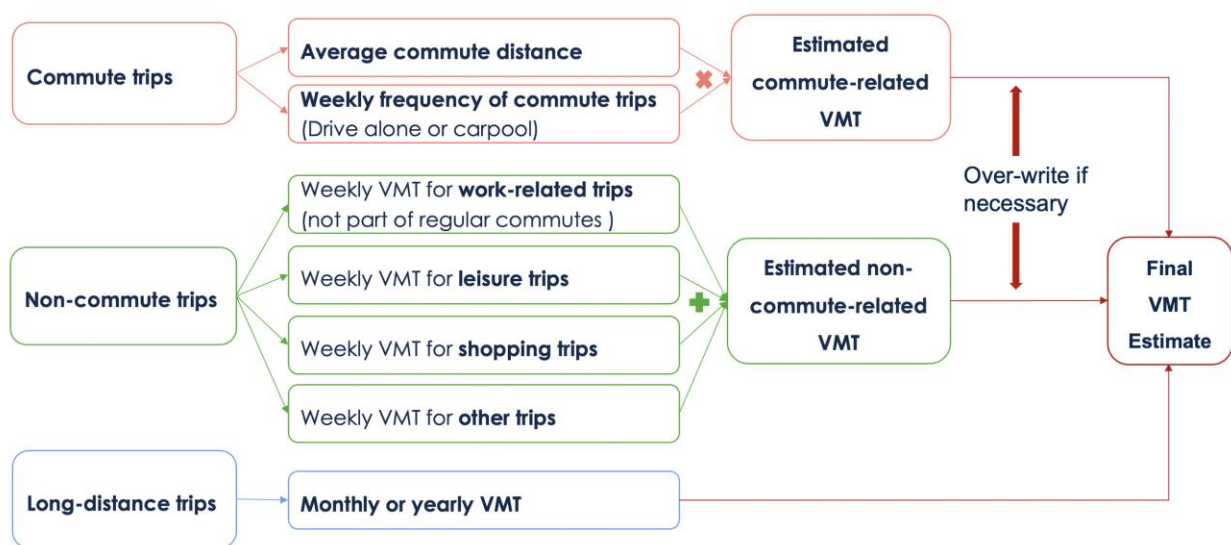 Commute trips
Average commute distance
Weekly frequency of commute trips
(Drive alone or carpool)
Estimated
commute-related
VMT
Over-write if
necessary
Non-commute trips
Weekly VMT for work-related trips
(not part of regular commutes )
Weekly VMT for leisure trips
Weekly VMT for shopping trips
Weekly VMT for other trips
Estimated non-
commute-related
VMT
Final
VMT
Estimate
Long-distance trips
Monthly or yearly VMT